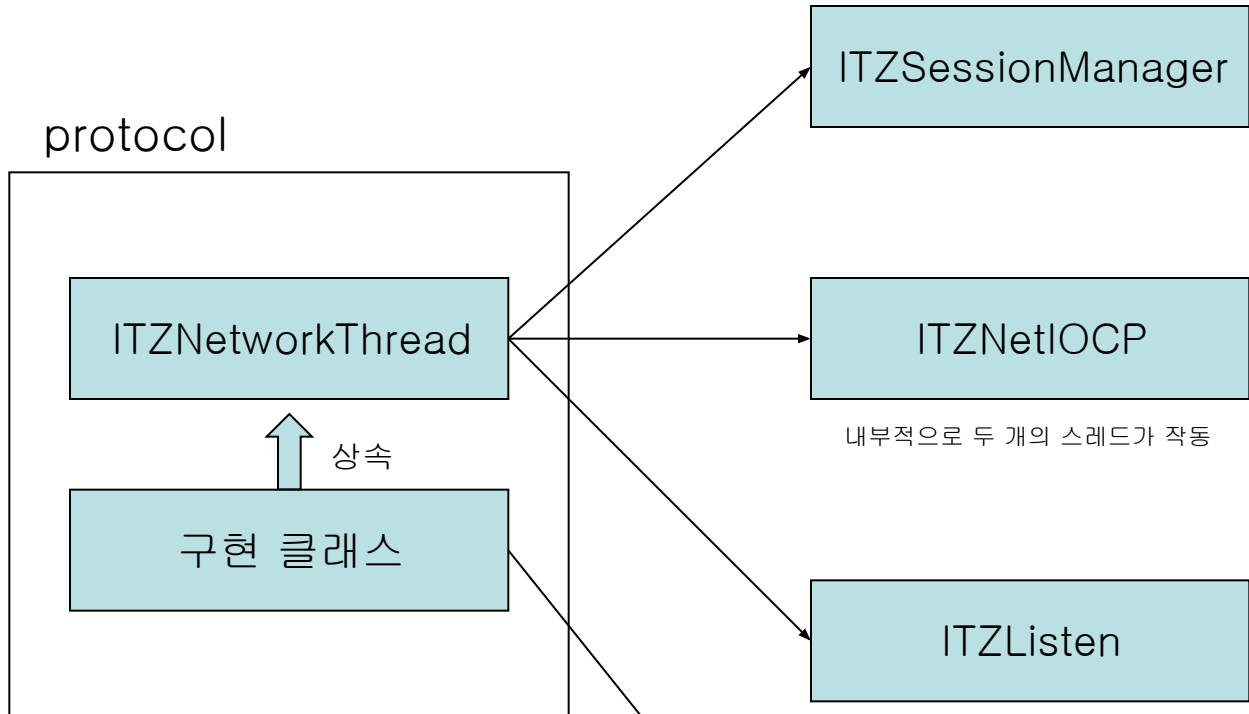 ITZSessionManager
protocol
ITZNetworkThread
ITZNetIOCP
내부적으로 두 개의 스레드가 작동
상속
구현 클래스
ITZListen